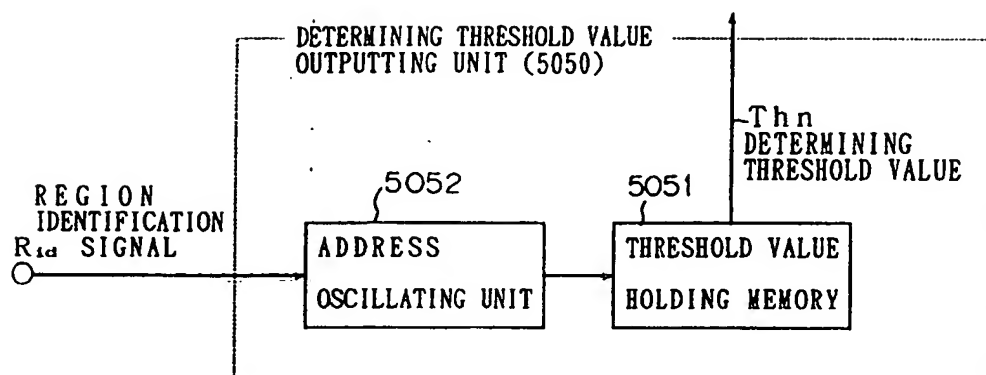 DETERMINING THRESHOLD VALUE
OUTPUTTING UNIT (5050)
Thn
DETERMINING
THRESHOLD VALUE
REGION
IDENTIFICATION
Rid SIGNAL
5052
ADDRESS
OSCILLATING UNIT
5051
THRESHOLD VALUE
HOLDING MEMORY